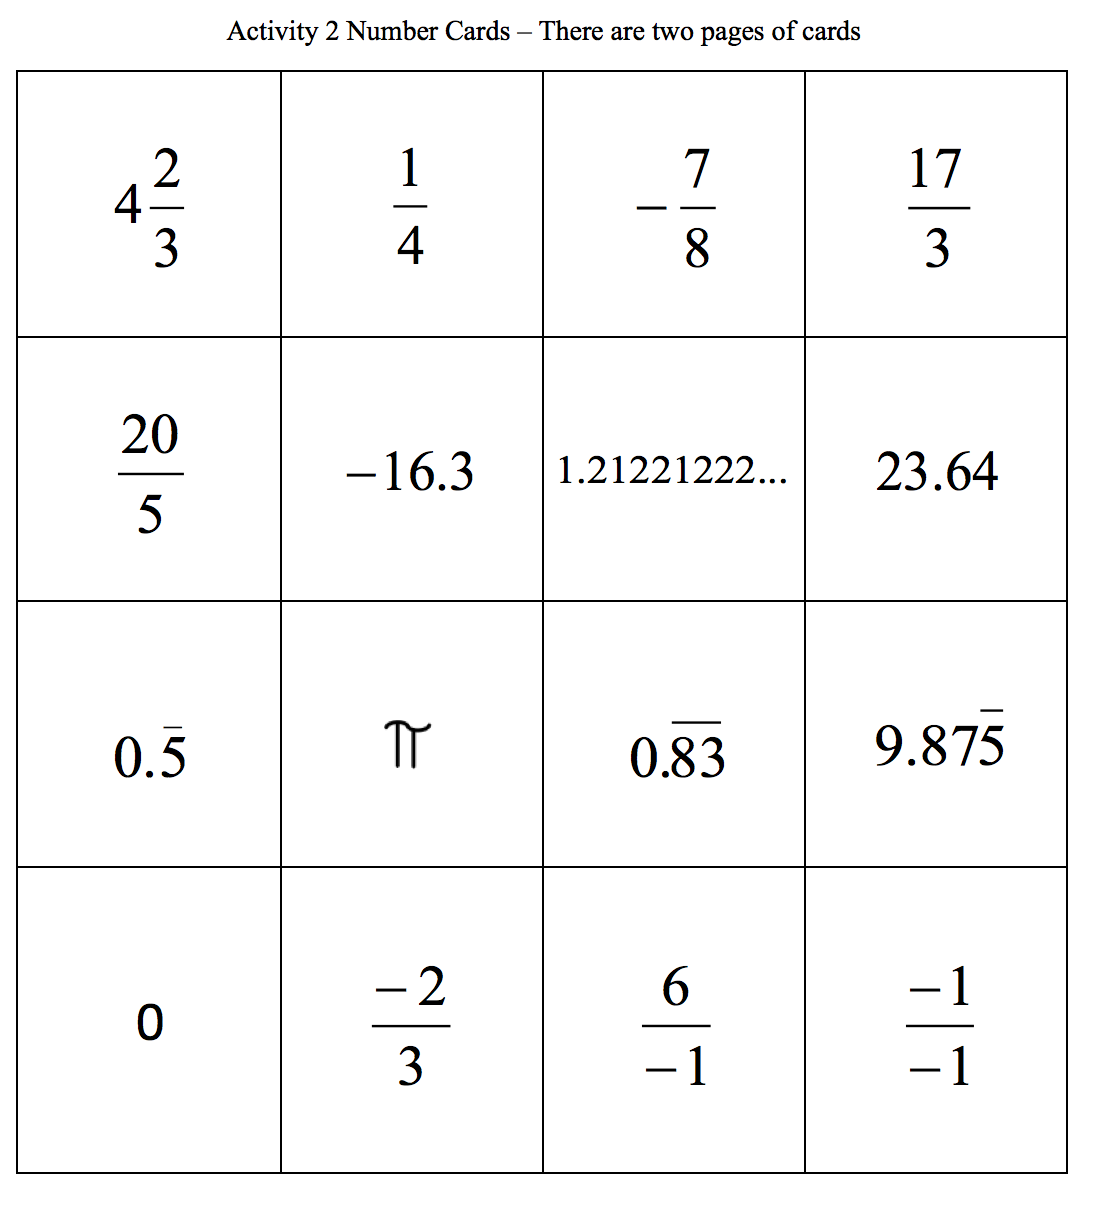 Activity 2 Number Cards – There are two pages of cards
4 2/3 1/4 −7/8 17/3
20/5 −16.3 1.21221222... 23.64
0.5̅ π 0.8̅3̅ 9.875̅
0 −2/3 6/−1 −1/−1